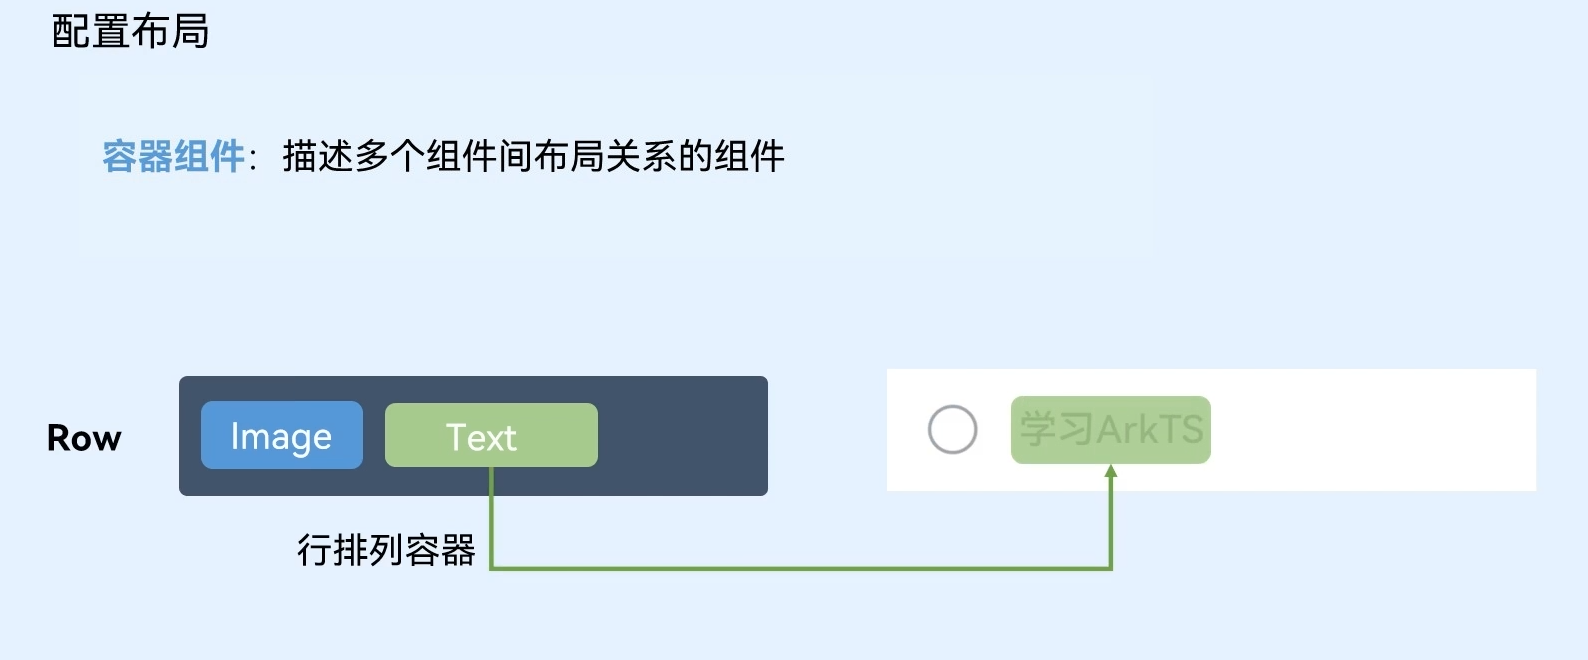 配置布局
容器组件：描述多个组件间布局关系的组件
Row
Image
Text
学习ArkTS
行排列容器